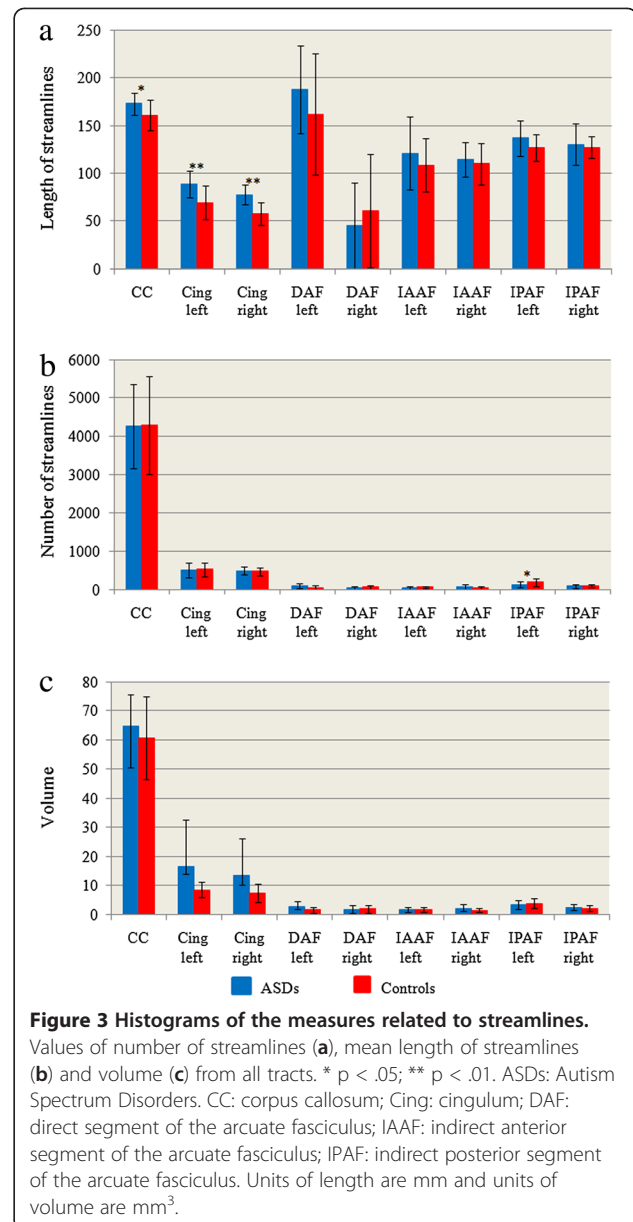 a
Length of streamlines
250
200
150
100
50
0
* ** **
CC Cing left Cing right DAF left DAF right IAAF left IAAF right IPAF left IPAF right
b
Number of streamlines
6000
5000
4000
3000
2000
1000
0
*
CC Cing left Cing right DAF left DAF right IAAF left IAAF right IPAF left IPAF right
c
Volume
80
70
60
50
40
30
20
10
0
CC Cing left Cing right DAF left DAF right IAAF left IAAF right IPAF left IPAF right
ASDs Controls
Figure 3 Histograms of the measures related to streamlines.
Values of number of streamlines (a), mean length of streamlines
(b) and volume (c) from all tracts. * p < .05; ** p < .01. ASDs: Autism
Spectrum Disorders. CC: corpus callosum; Cing: cingulum; DAF:
direct segment of the arcuate fasciculus; IAAF: indirect anterior
segment of the arcuate fasciculus; IPAF: indirect posterior segment
of the arcuate fasciculus. Units of length are mm and units of
volume are mm³.